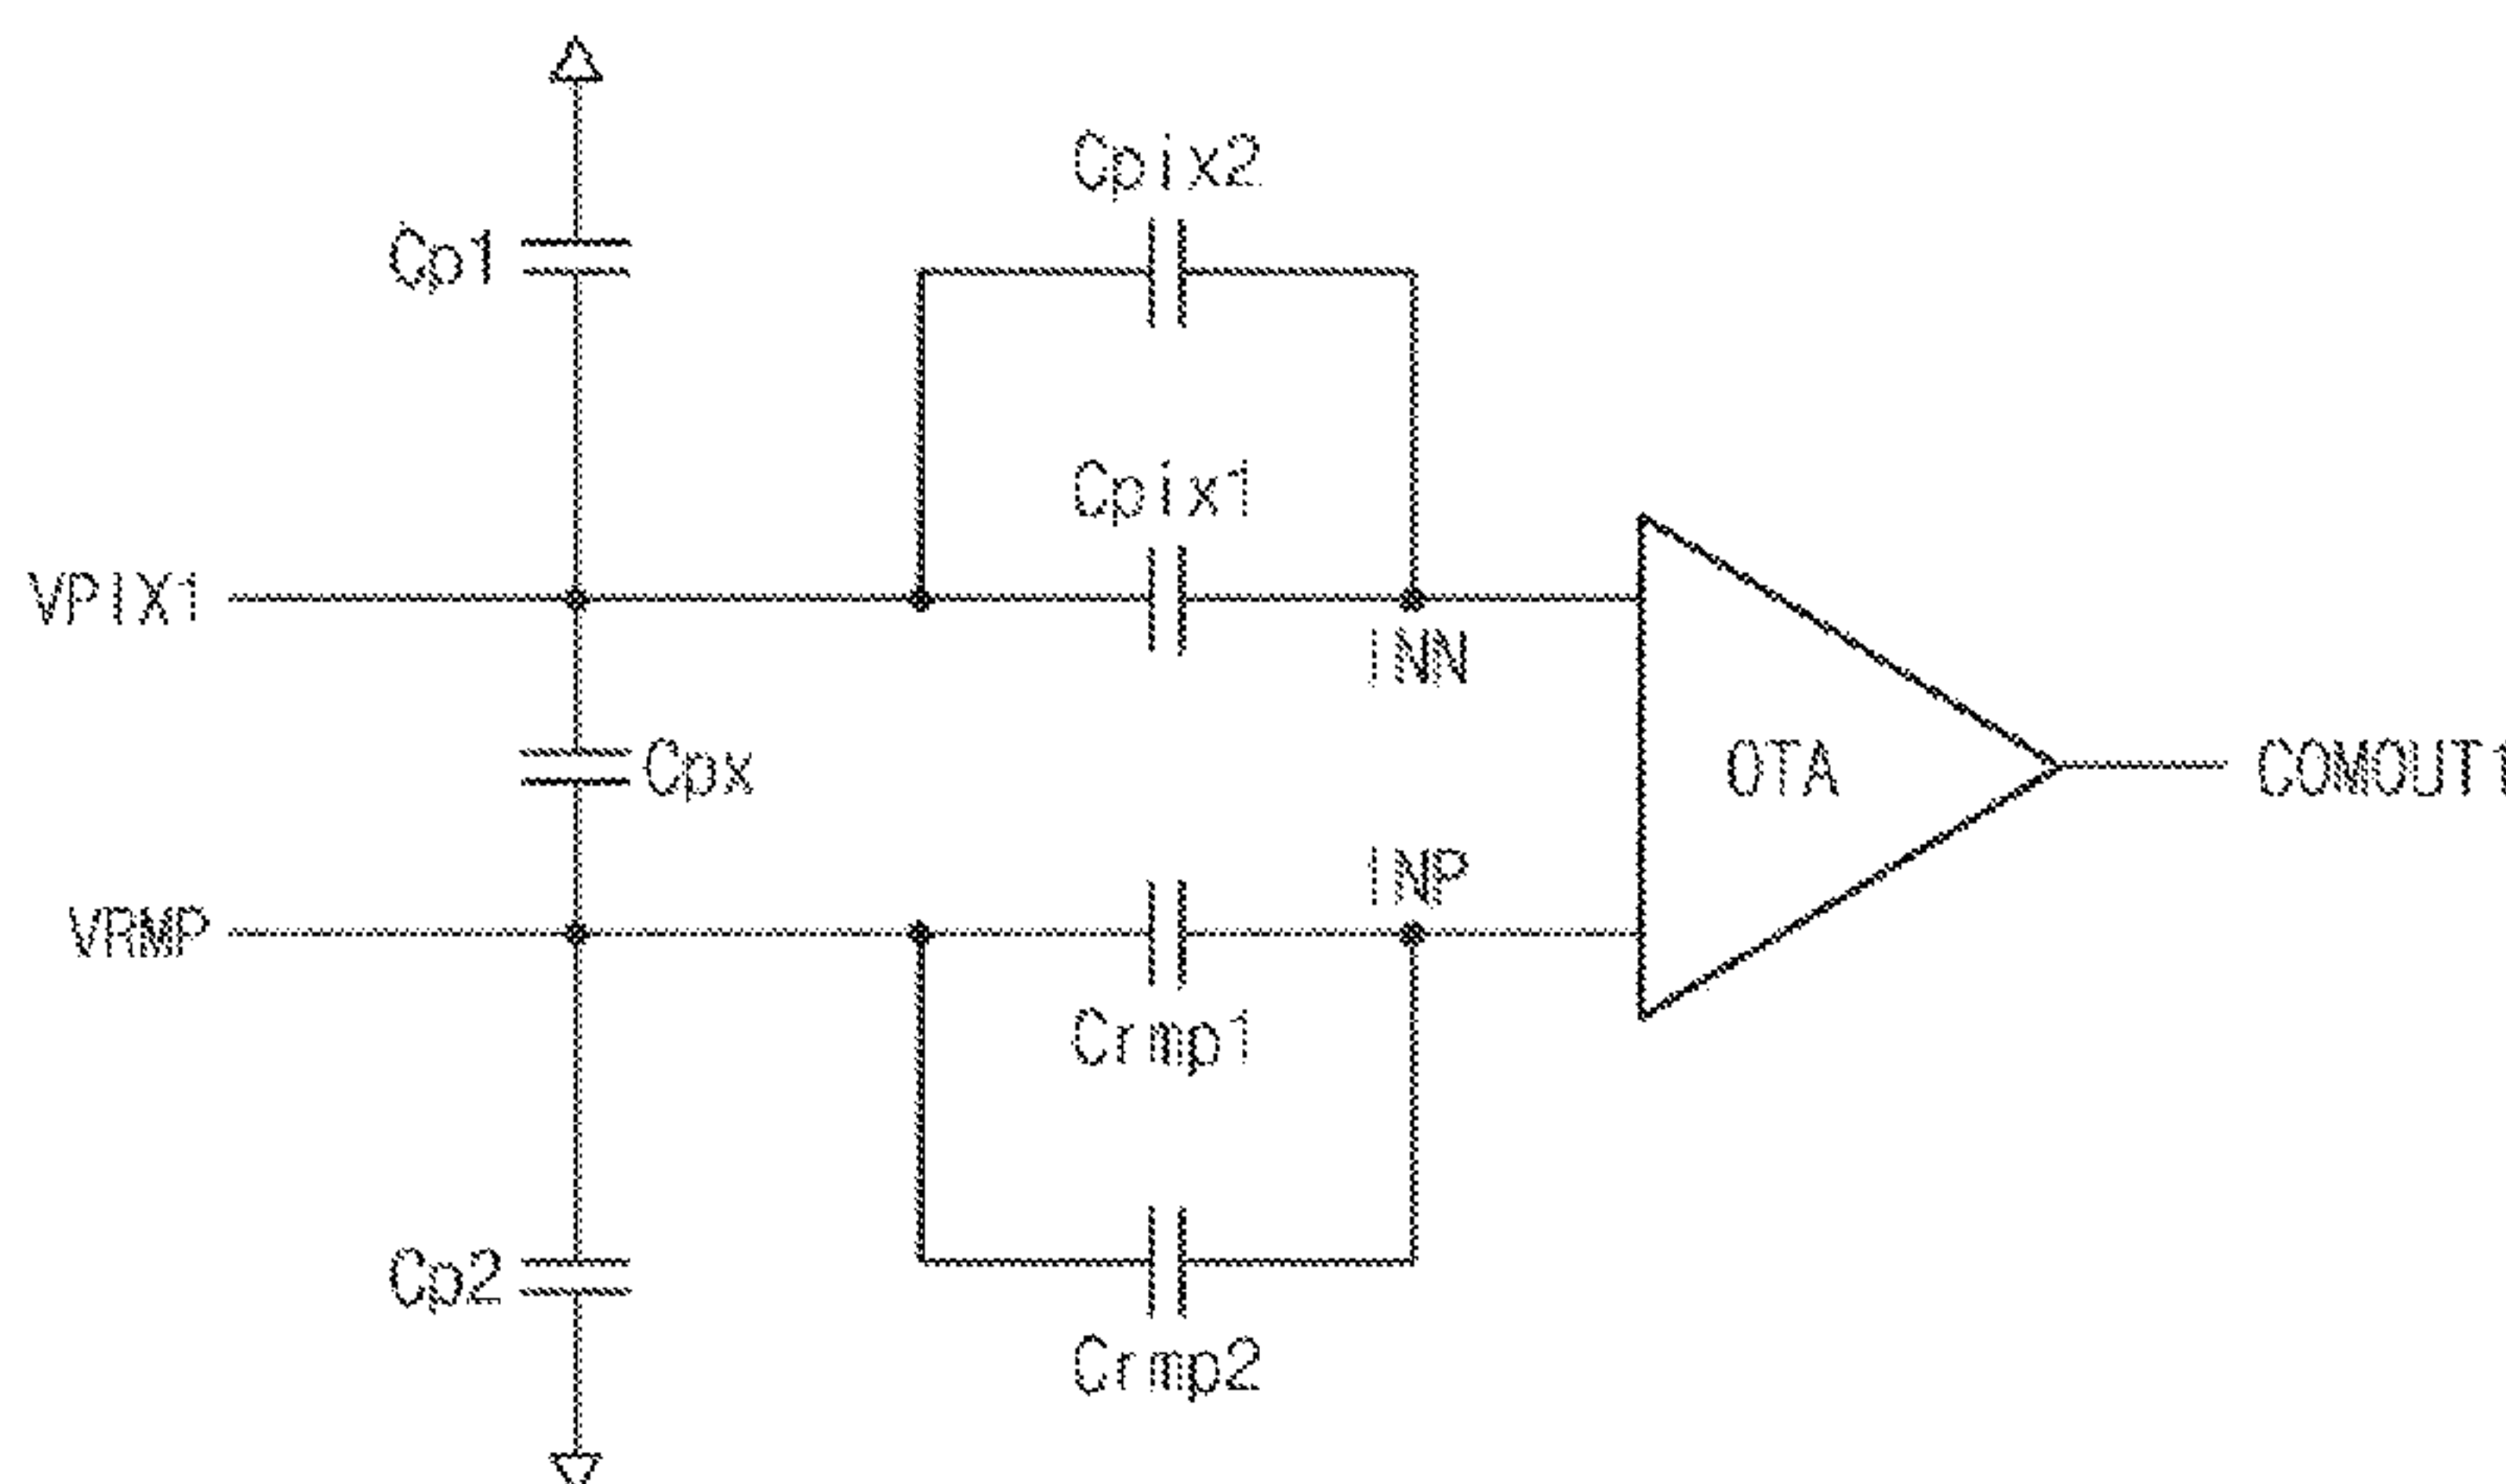 Cpix2
Cp1
Cpix1
VPIX1
INN
Cpx
OTA
COMOUT1
INP
VRMP
Crmp1
Cp2
Crmp2